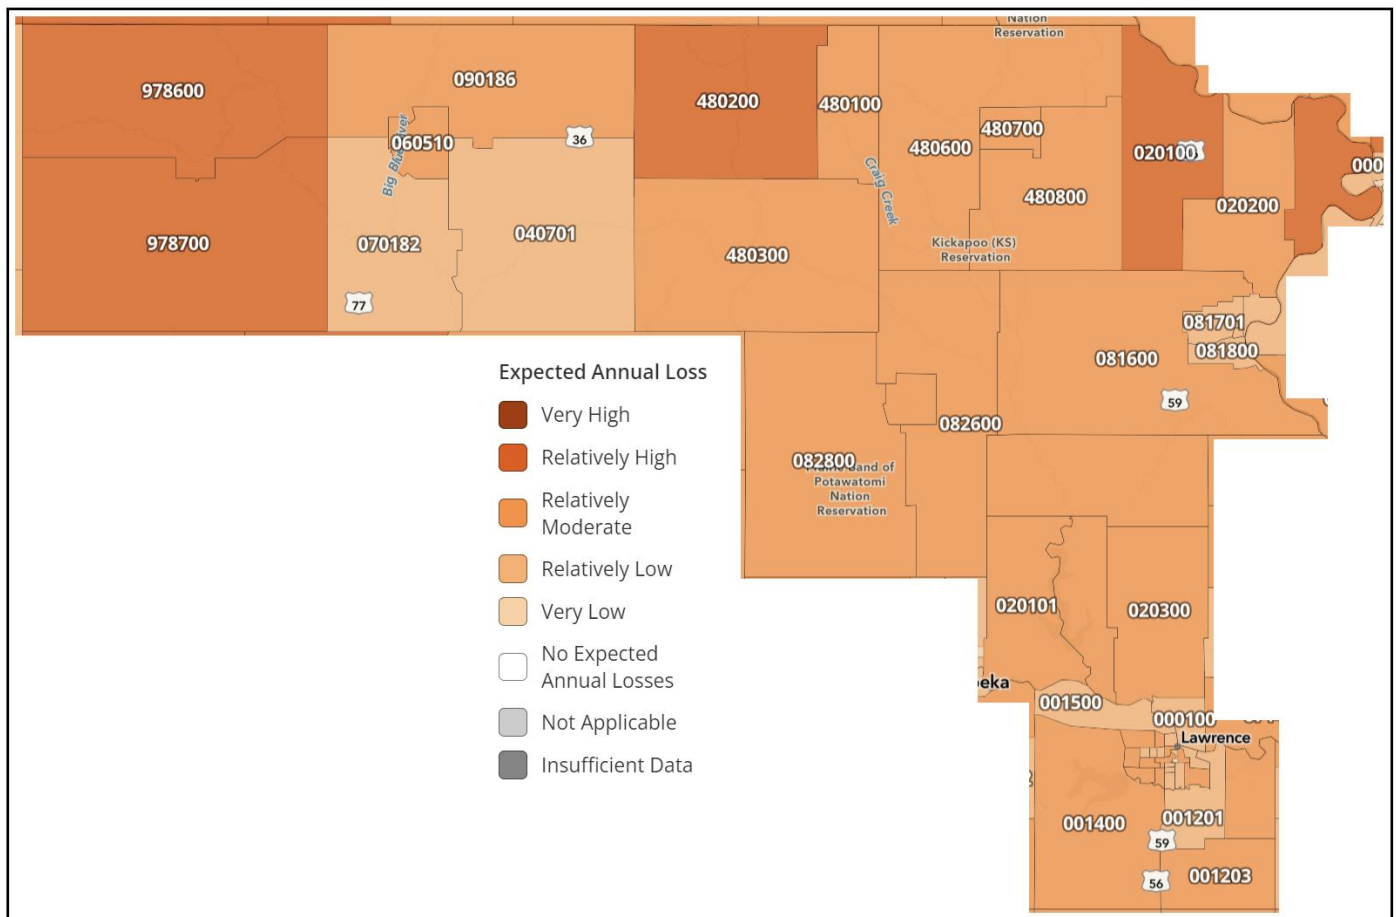 Nation
Reservation
978600
090186
480200
480100
060510
36
Big Blue River
480600
480700
020100
000
480800
020200
Craig Creek
978700
070182
040701
480300
Kickapoo (KS)
Reservation
77
081701
081800
081600
59
082600
082800
Prairie Band of
Potawatomi
Nation
Reservation
Expected Annual Loss
Very High
Relatively High
Relatively
Moderate
Relatively Low
Very Low
No Expected
Annual Losses
Not Applicable
Insufficient Data
020101
020300
eka
001500
000100
Lawrence
001400
001201
59
56
001203